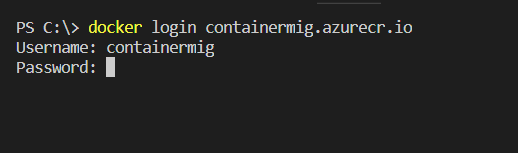 PS C:\> docker login containermig.azurecr.io
Username: containermig
Password: